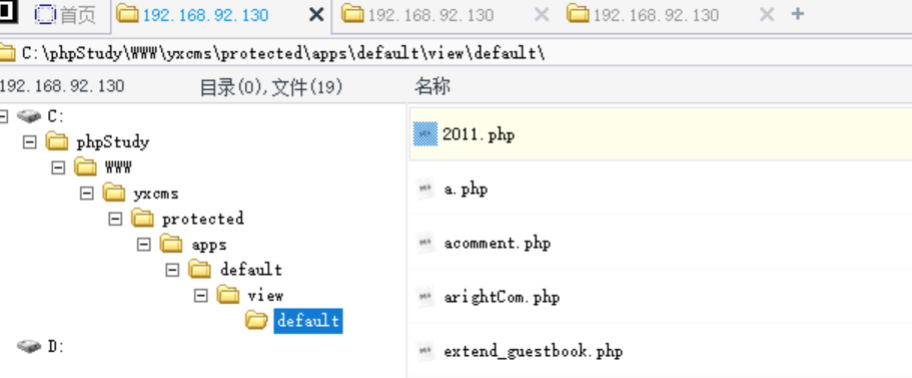 首页 192.168.92.130 192.168.92.130 192.168.92.130
C:\phpStudy\WWW\yxcms\protected\apps\default\view\default\
192.168.92.130 目录(0),文件(19) 名称
C:
phpStudy
WWW
yxcms
protected
apps
default
view
default
D:
2011.php
a.php
acomment.php
arightCom.php
extend_guestbook.php